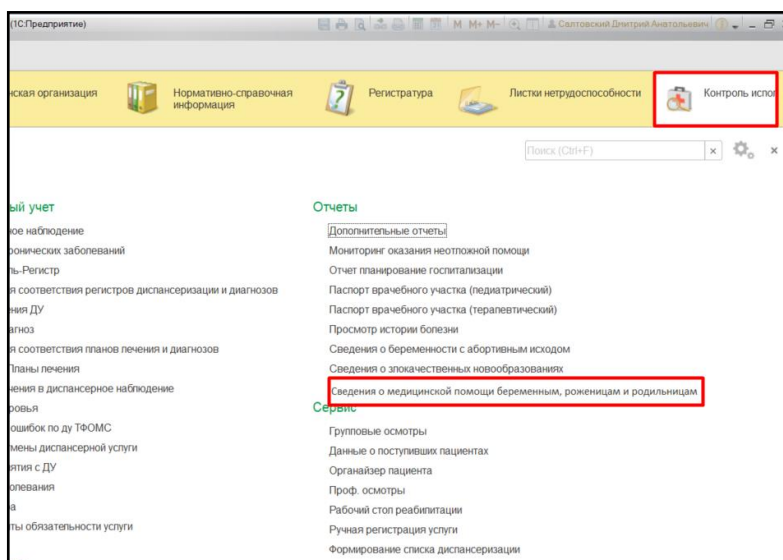 (1С:Предприятие) M M+ M- Салтовский Дмитрий Анатольевич
нская организация
Нормативно-справочная
информация
Регистратура
Листки нетрудоспособности
Контроль испол
Поиск (Ctrl+F)
ый учет
ое наблюдение
ронических заболеваний
ль-Регистр
я соответствия регистров диспансеризации и диагнозов
ния ДУ
агноз
я соответствия планов лечения и диагнозов
Планы лечения
чения в диспансерное наблюдение
ровья
ошибок по ду ТФОМС
мены диспансерной услуги
ятия с ДУ
олевания
а
ты обязательности услуги
Отчеты
Дополнительные отчеты
Мониторинг оказания неотложной помощи
Отчет планирование госпитализации
Паспорт врачебного участка (педиатрический)
Паспорт врачебного участка (терапевтический)
Просмотр истории болезни
Сведения о беременности с абортивным исходом
Сведения о злокачественных новообразованиях
Сведения о медицинской помощи беременным, роженицам и родильницам
Сервис
Групповые осмотры
Данные о поступивших пациентах
Органайзер пациента
Проф. осмотры
Рабочий стол реабилитации
Ручная регистрация услуги
Формирование списка диспансеризации